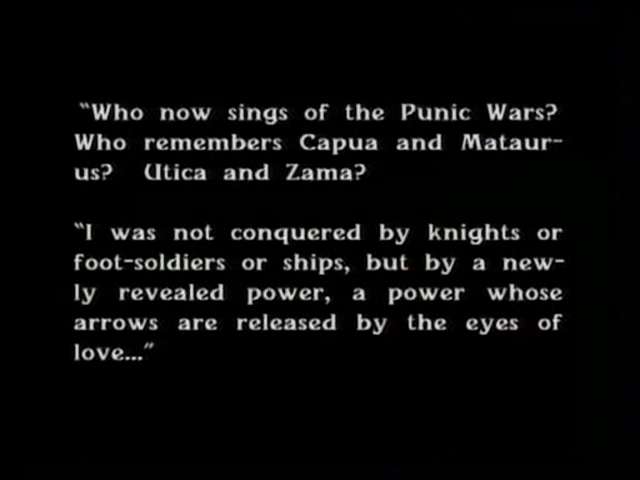 “Who now sings of the Punic Wars?
Who remembers Capua and Mataur-
us? Utica and Zama?
“I was not conquered by knights or
foot-soldiers or ships, but by a new-
ly revealed power, a power whose
arrows are released by the eyes of
love...”